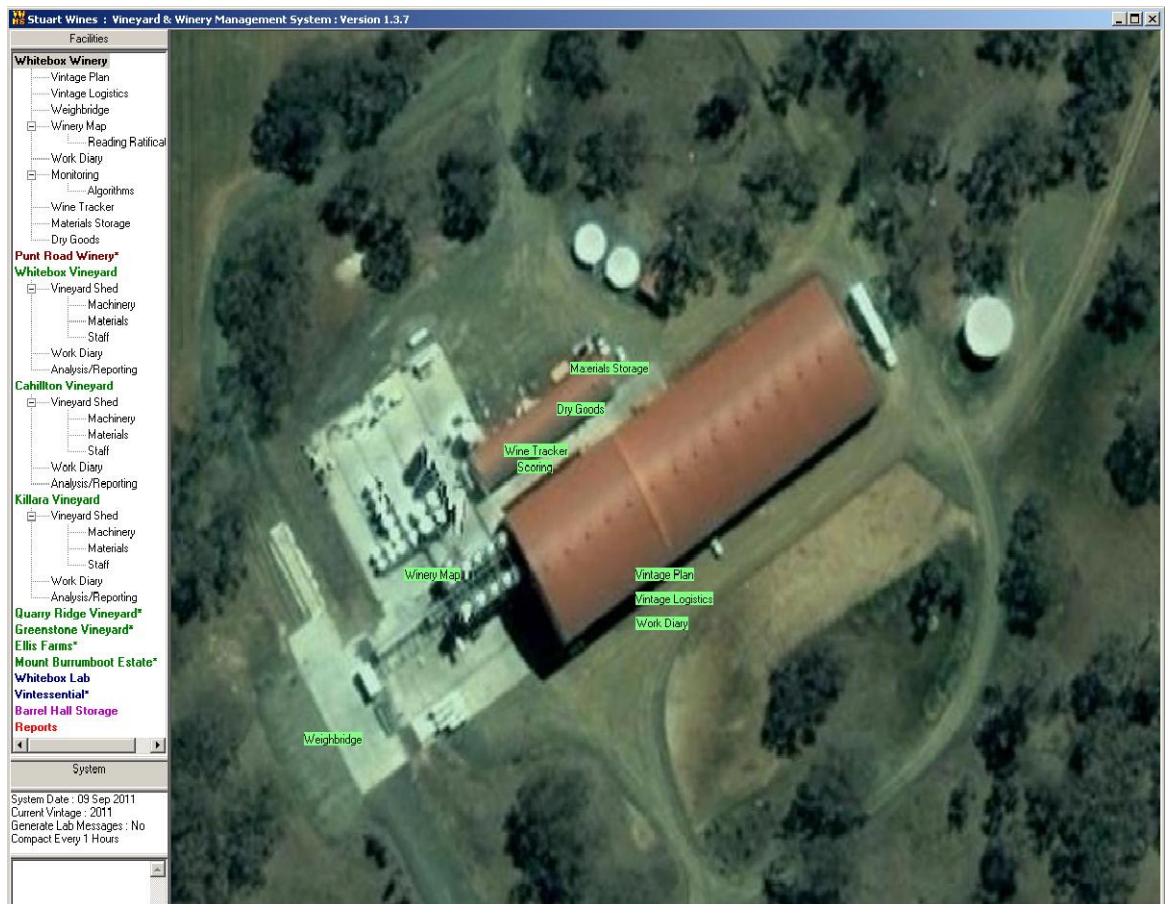 Stuart Wines : Vineyard & Winery Management System : Version 1.3.7
Facilities
Whitebox Winery
Vintage Plan
Vintage Logistics
Weighbridge
Winery Map
Reading Ratificat
Work Diary
Monitoring
Algorithms
Wine Tracker
Materials Storage
Dry Goods
Punt Road Winery*
Whitebox Vineyard
Vineyard Shed
Machinery
Materials
Staff
Work Diary
Analysis/Reporting
Cahillton Vineyard
Vineyard Shed
Machinery
Materials
Staff
Work Diary
Analysis/Reporting
Killara Vineyard
Vineyard Shed
Machinery
Materials
Staff
Work Diary
Analysis/Reporting
Quarry Ridge Vineyard*
Greenstone Vineyard*
Ellis Farms*
Mount Burrumboot Estate*
Whitebox Lab
Vintessential*
Barrel Hall Storage
Reports
System
System Date : 09 Sep 2011
Current Vintage : 2011
Generate Lab Messages : No
Compact Every 1 Hours
Materials Storage
Dry Goods
Wine Tracker
Scoring
Winery Map
Vintage Plan
Vintage Logistics
Work Diary
Weighbridge